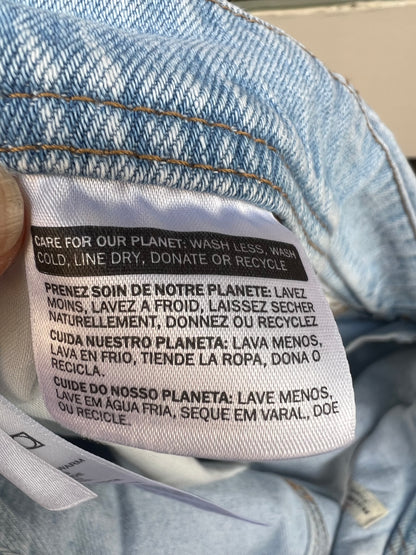 CARE FOR OUR PLANET: WASH LESS, WASH
COLD, LINE DRY, DONATE OR RECYCLE
PRENEZ SOIN DE NOTRE PLANETE: LAVEZ
MOINS, LAVEZ A FROID, LAISSEZ SECHER
NATURELLEMENT, DONNEZ OU RECYCLEZ
CUIDA NUESTRO PLANETA: LAVA MENOS,
LAVA EN FRIO, TIENDE LA ROPA, DONA O
RECICLA.
CUIDE DO NOSSO PLANETA: LAVE MENOS,
LAVE EM ÁGUA FRIA, SEQUE EM VARAL, DOE
OU RECICLE.
WARM